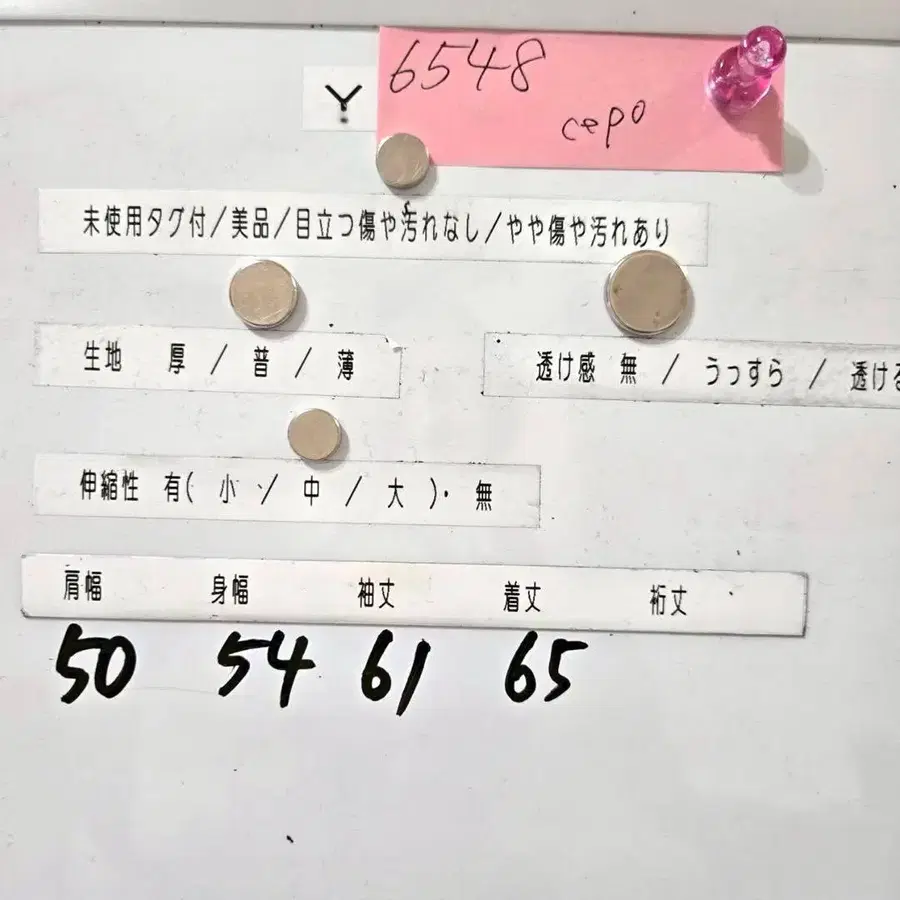 6548
Y
cepo
未使用タグ付/美品/目立つ傷や汚れなし/やや傷や汚れあり
生地 厚 / 普 / 薄
透け感 無 / うっすら / 透ける
伸縮性 有( 小 / 中 / 大 )・ 無
肩幅 身幅 袖丈 着丈 裄丈
50 54 61 65